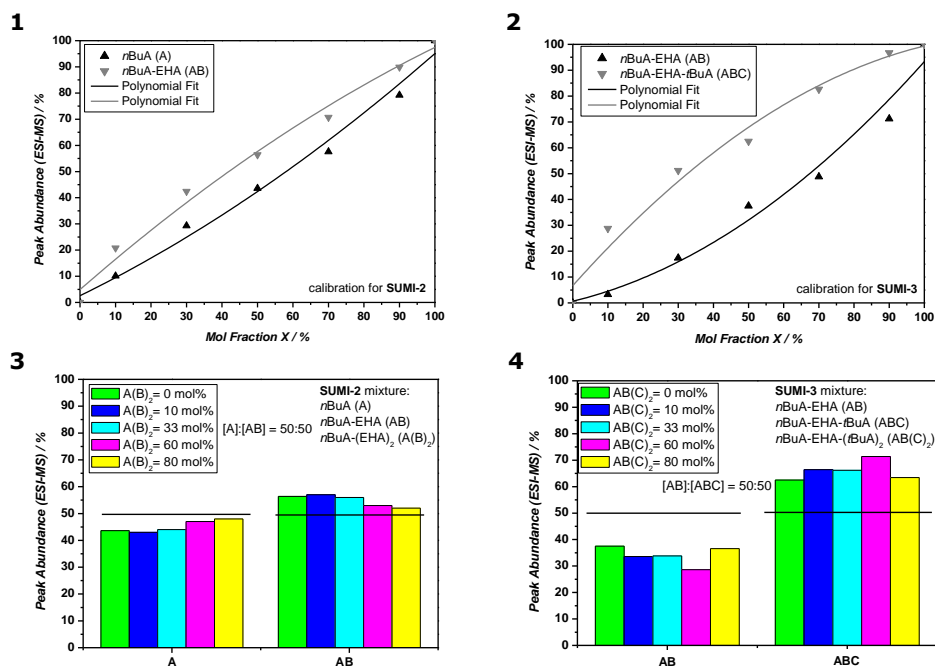 1
100
90
80
70
60
50
40
30
20
10
0
Peak Abundance (ESI-MS) / %
nBuA (A)
nBuA-EHA (AB)
Polynomial Fit
Polynomial Fit
calibration for SUMI-2
0 10 20 30 40 50 60 70 80 90 100
Mol Fraction X / %
2
100
90
80
70
60
50
40
30
20
10
0
Peak Abundance (ESI-MS) / %
nBuA-EHA (AB)
nBuA-EHA-tBuA (ABC)
Polynomial Fit
Polynomial Fit
calibration for SUMI-3
0 10 20 30 40 50 60 70 80 90 100
Mol Fraction X / %
3
100
90
80
70
60
50
40
30
20
10
0
Peak Abundance (ESI-MS) / %
A(B)2= 0 mol%
A(B)2= 10 mol%
A(B)2= 33 mol%
A(B)2= 60 mol%
A(B)2= 80 mol%
[A]:[AB] = 50:50
SUMI-2 mixture:
nBuA (A)
nBuA-EHA (AB)
nBuA-(EHA)2 (A(B)2)
A AB
4
100
90
80
70
60
50
40
30
20
10
0
Peak Abundance (ESI-MS) / %
AB(C)2= 0 mol%
AB(C)2= 10 mol%
AB(C)2= 33 mol%
AB(C)2= 60 mol%
AB(C)2= 80 mol%
SUMI-3 mixture:
nBuA-EHA (AB)
nBuA-EHA-tBuA (ABC)
nBuA-EHA-(tBuA)2 (AB(C)2)
[AB]:[ABC] = 50:50
AB ABC